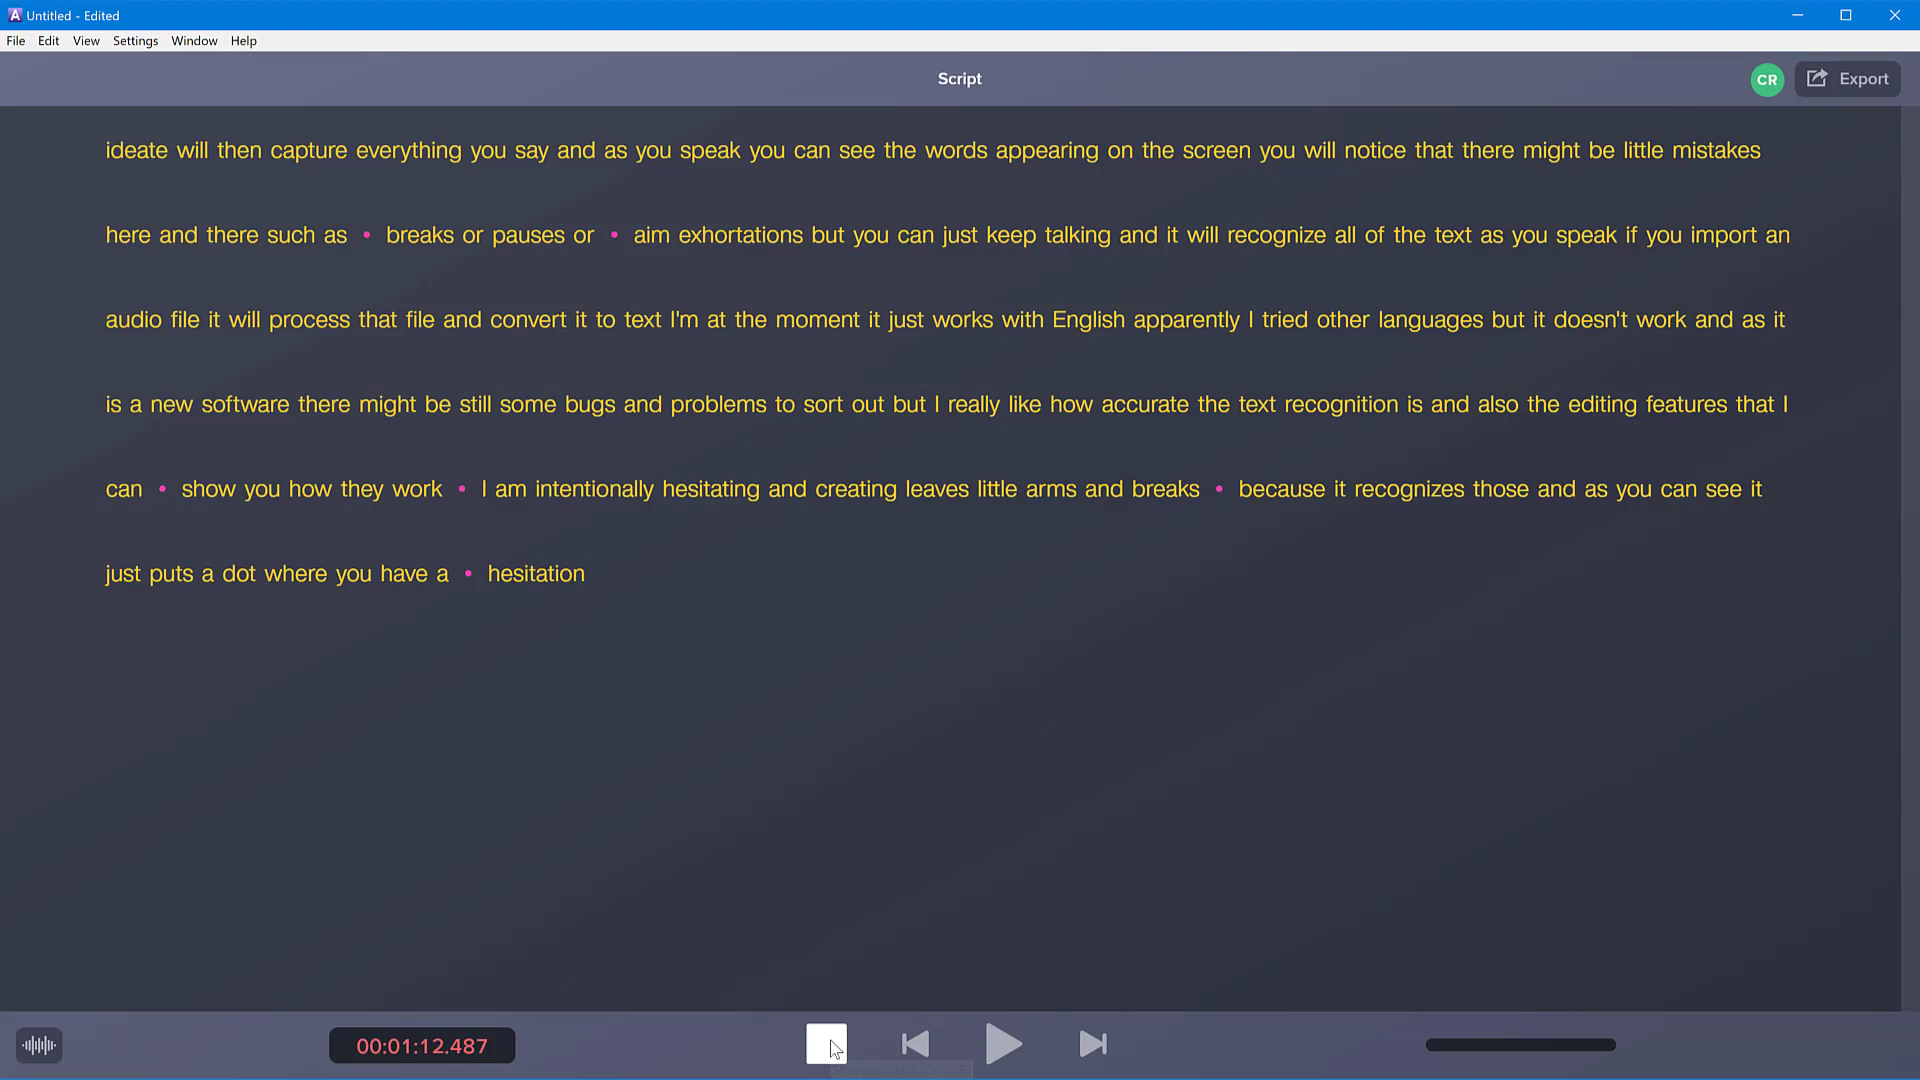 A Untitled - Edited
File Edit View Settings Window Help
Script
CR Export
ideate will then capture everything you say and as you speak you can see the words appearing on the screen you will notice that there might be little mistakes
here and there such as • breaks or pauses or • aim exhortations but you can just keep talking and it will recognize all of the text as you speak if you import an
audio file it will process that file and convert it to text I'm at the moment it just works with English apparently I tried other languages but it doesn't work and as it
is a new software there might be still some bugs and problems to sort out but I really like how accurate the text recognition is and also the editing features that I
can • show you how they work • I am intentionally hesitating and creating leaves little arms and breaks • because it recognizes those and as you can see it
just puts a dot where you have a • hesitation
00:01:12.487